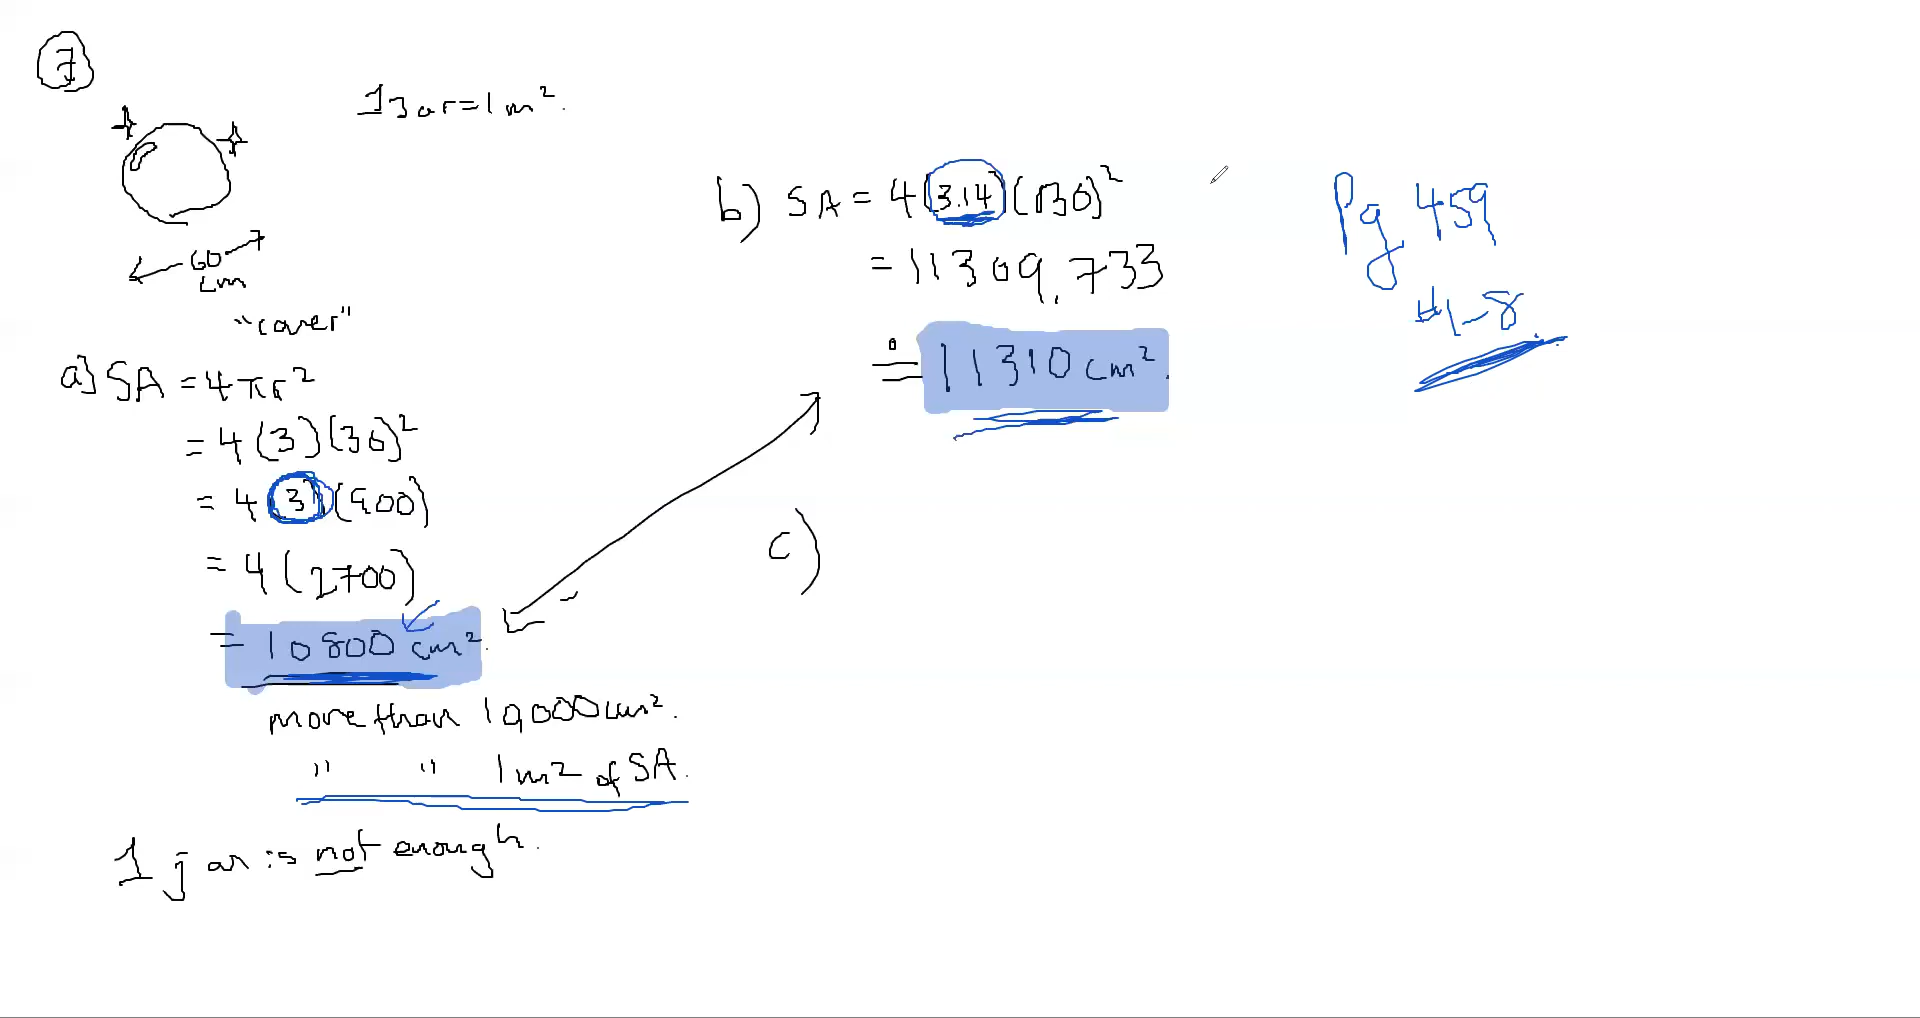 7
1 jar = 1 m².
60
cm
"cover"
a) SA = 4πr²
= 4 (3) (30)²
= 4 (3) (900)
= 4 (2700)
= 10800 cm².
more than 10,000 cm².
" " 1 m² of SA.
1 jar is not enough.
b) SA = 4 (3.14) (30)²
= 11309.733
≐ 11310 cm².
c)
Pg 459
#1-8